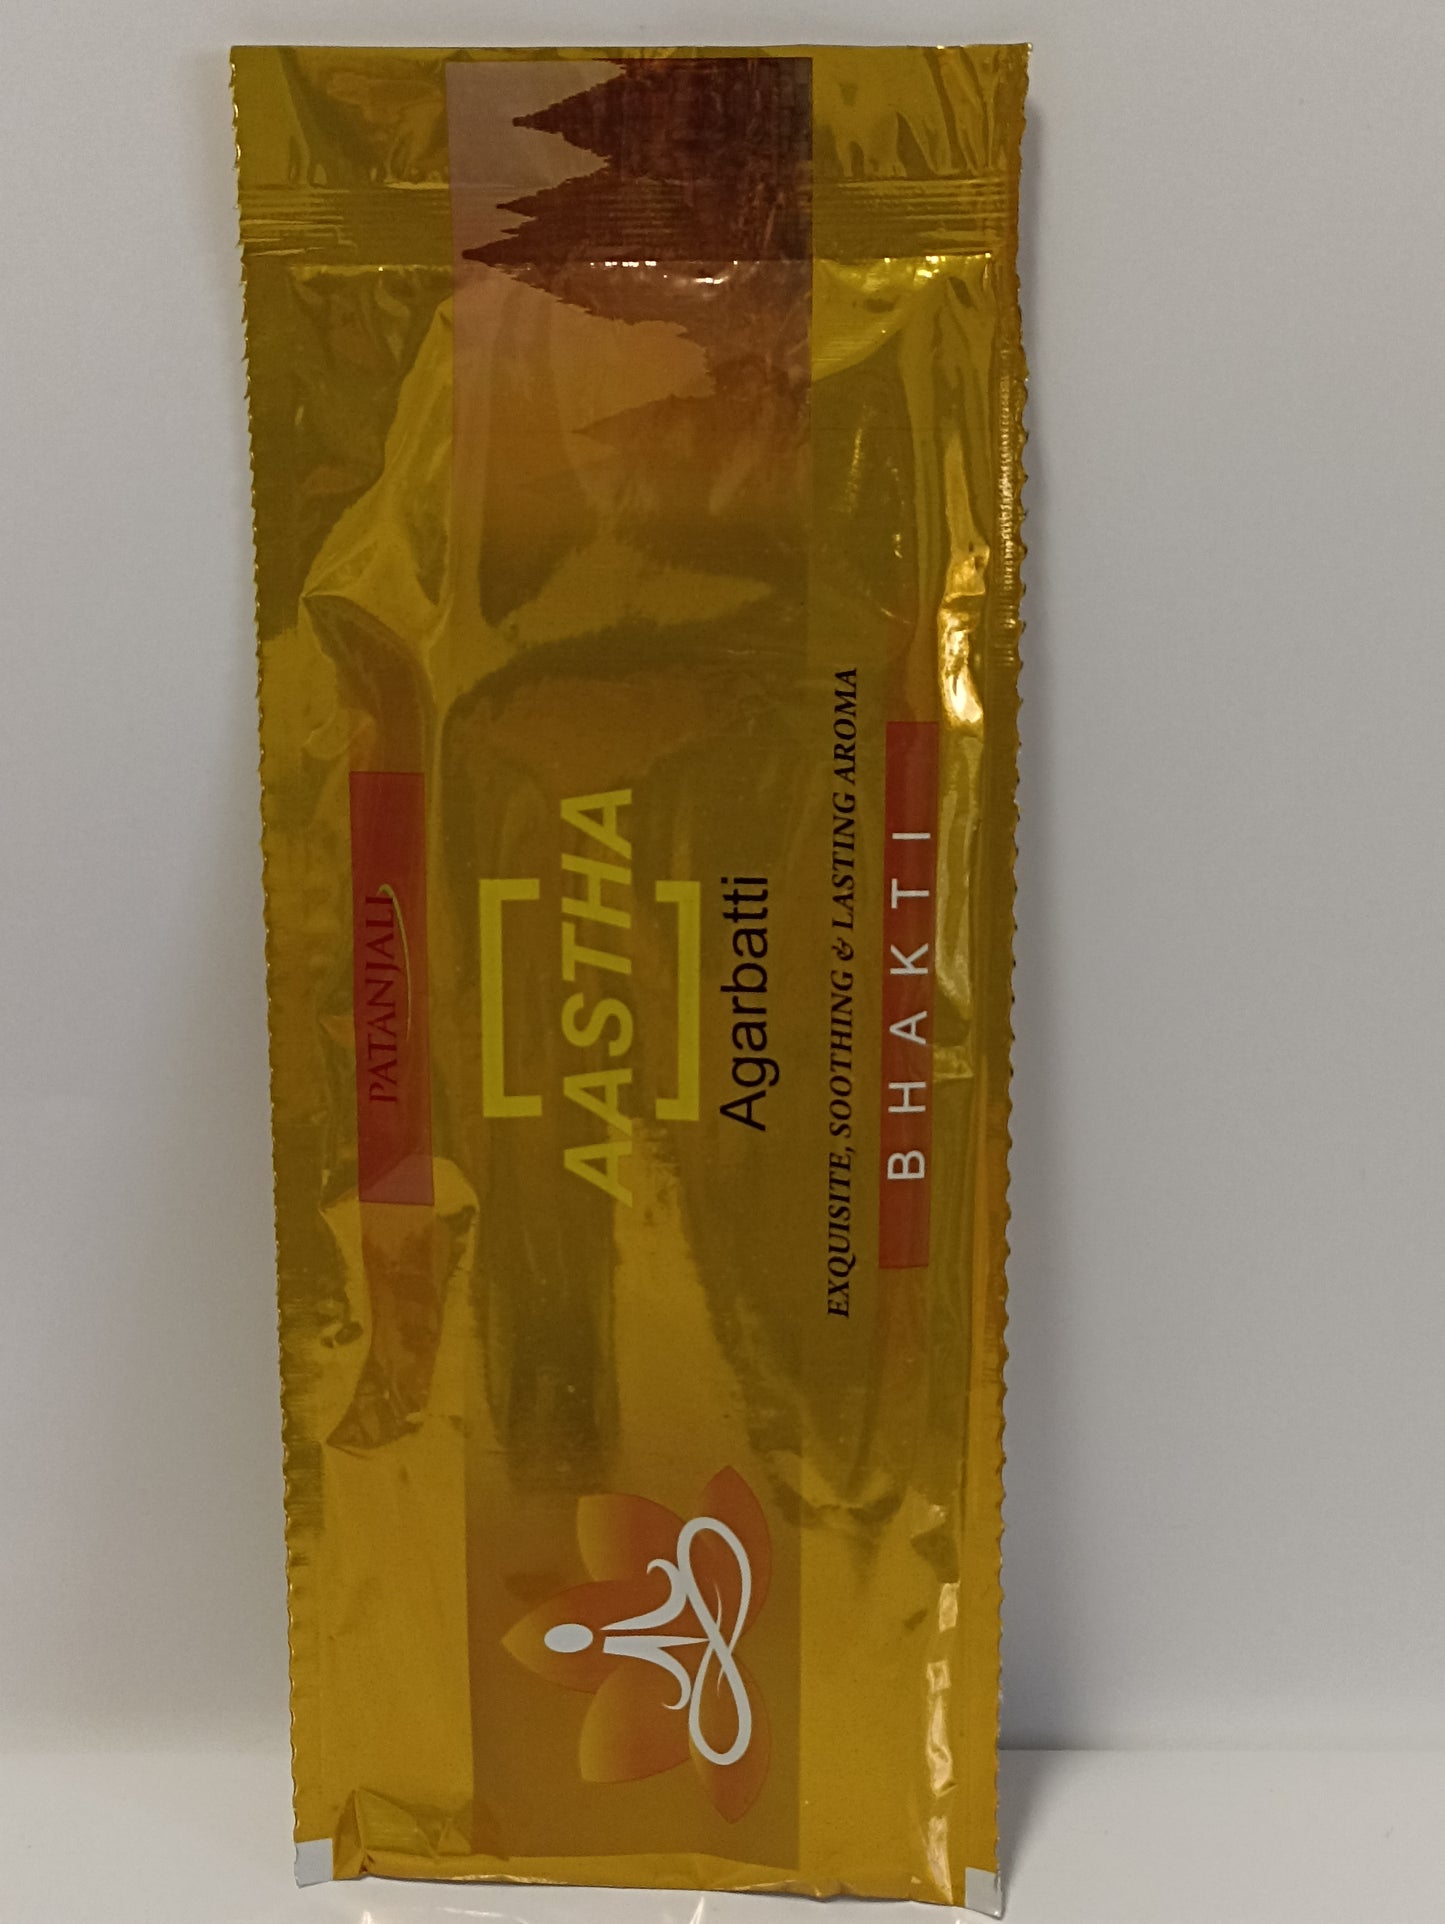 PATANJALI
AASTHA
Agarbatti
EXQUISITE, SOOTHING & LASTING AROMA
BHAKTI